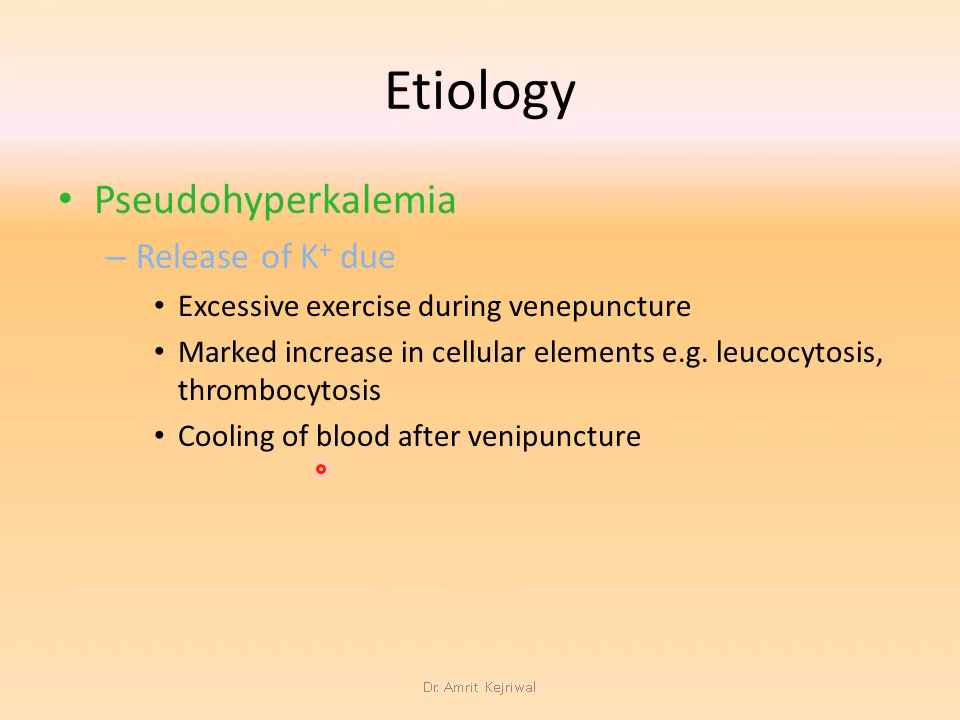 Etiology
• Pseudohyperkalemia
– Release of K⁺ due
• Excessive exercise during venepuncture
• Marked increase in cellular elements e.g. leucocytosis,
thrombocytosis
• Cooling of blood after venipuncture
Dr. Amrit Kejriwal